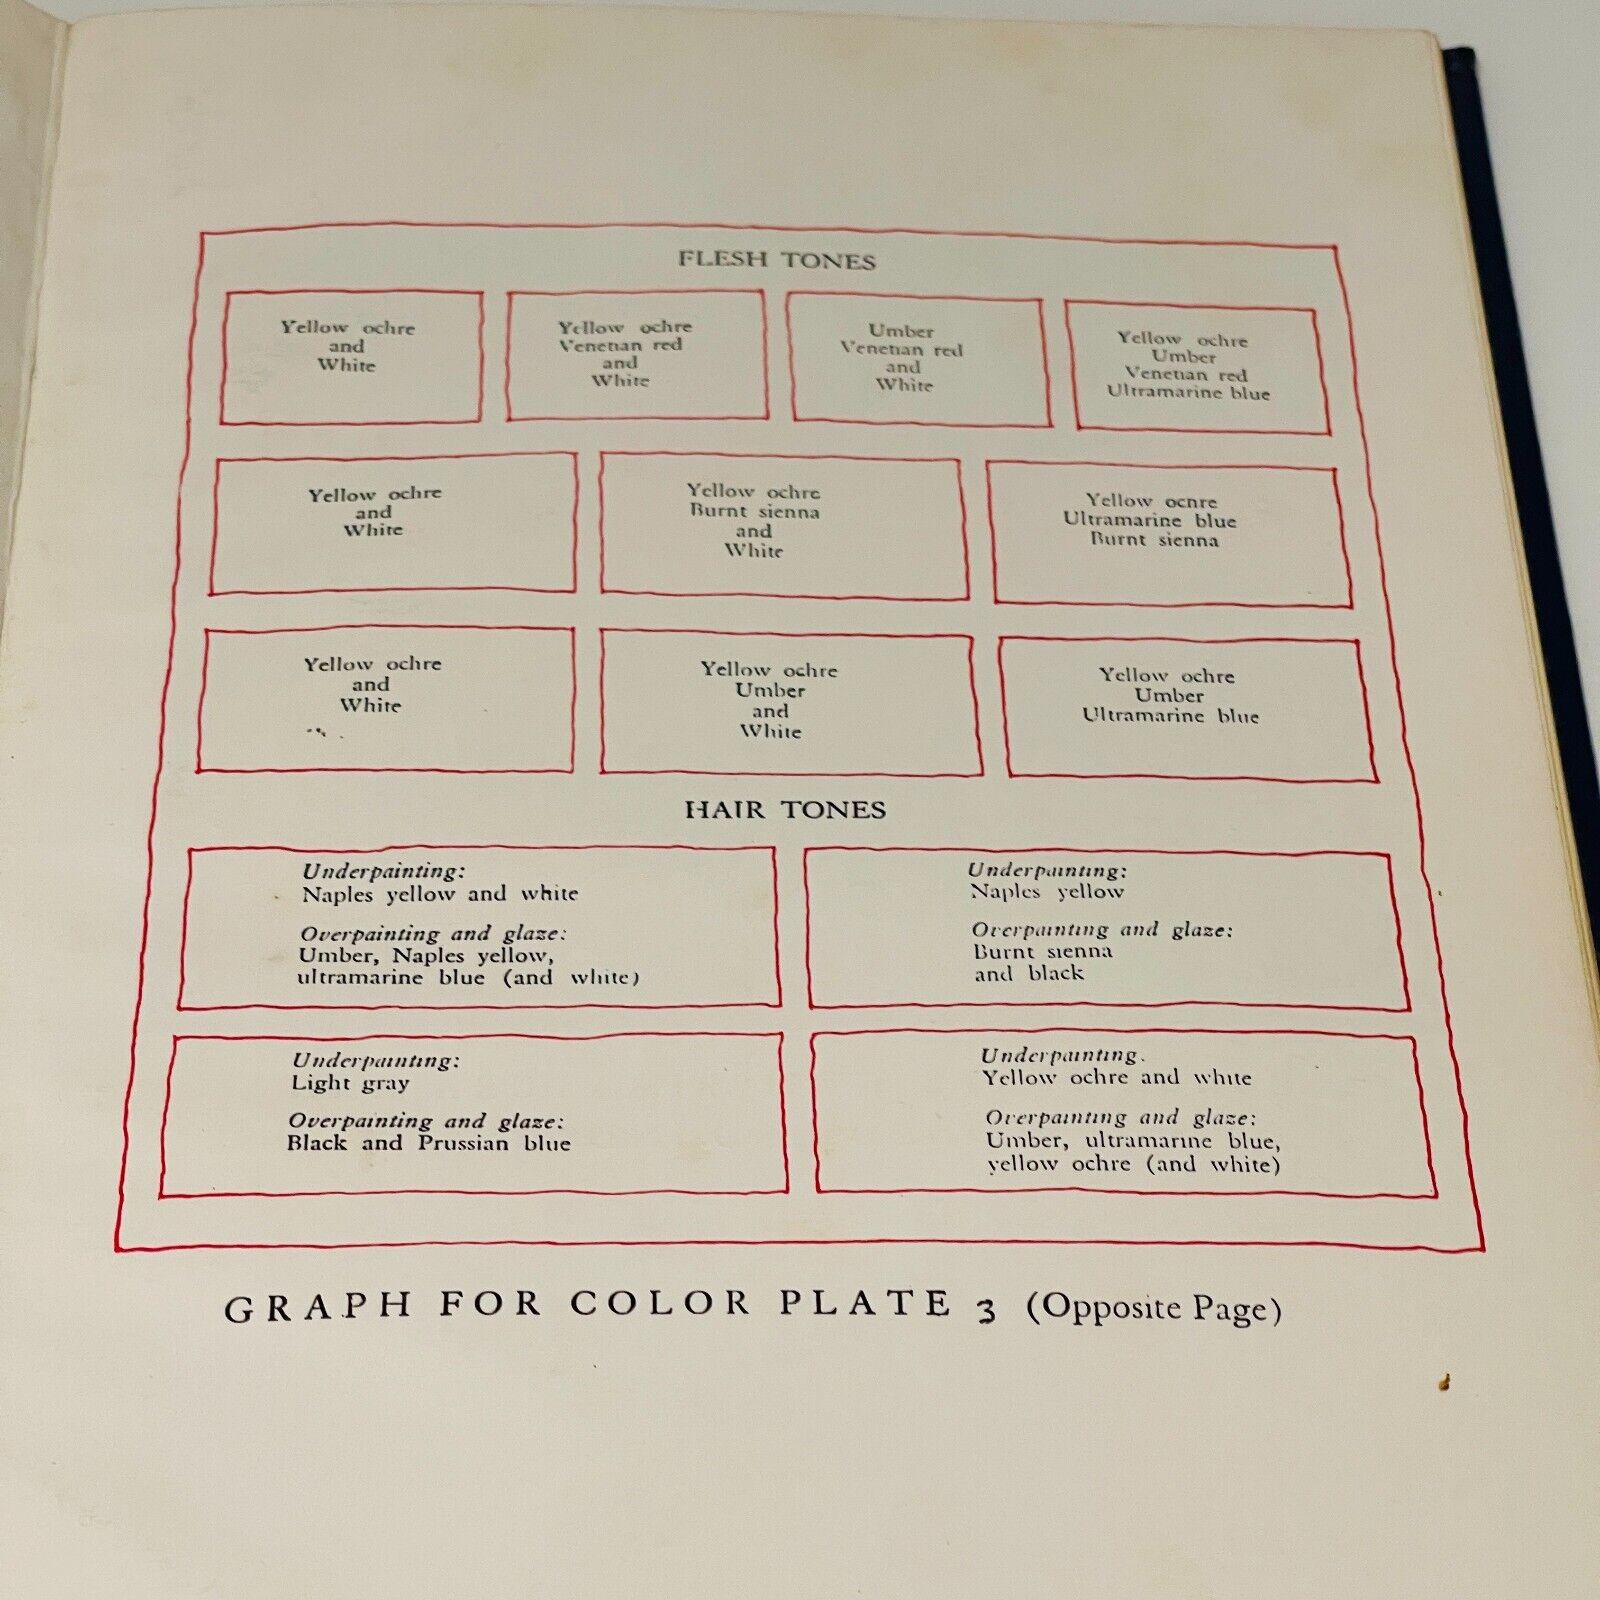 FLESH TONES
Yellow ochre
and
White
Yellow ochre
Venetian red
and
White
Umber
Venetian red
and
White
Yellow ochre
Umber
Venetian red
Ultramarine blue
Yellow ochre
and
White
Yellow ochre
Burnt sienna
and
White
Yellow ochre
Ultramarine blue
Burnt sienna
Yellow ochre
and
White
Yellow ochre
Umber
and
White
Yellow ochre
Umber
Ultramarine blue
HAIR TONES
Underpainting:
Naples yellow and white
Overpainting and glaze:
Umber, Naples yellow,
ultramarine blue (and white)
Underpainting:
Naples yellow
Overpainting and glaze:
Burnt sienna
and black
Underpainting:
Light gray
Overpainting and glaze:
Black and Prussian blue
Underpainting.
Yellow ochre and white
Overpainting and glaze:
Umber, ultramarine blue,
yellow ochre (and white)
GRAPH FOR COLOR PLATE 3 (Opposite Page)